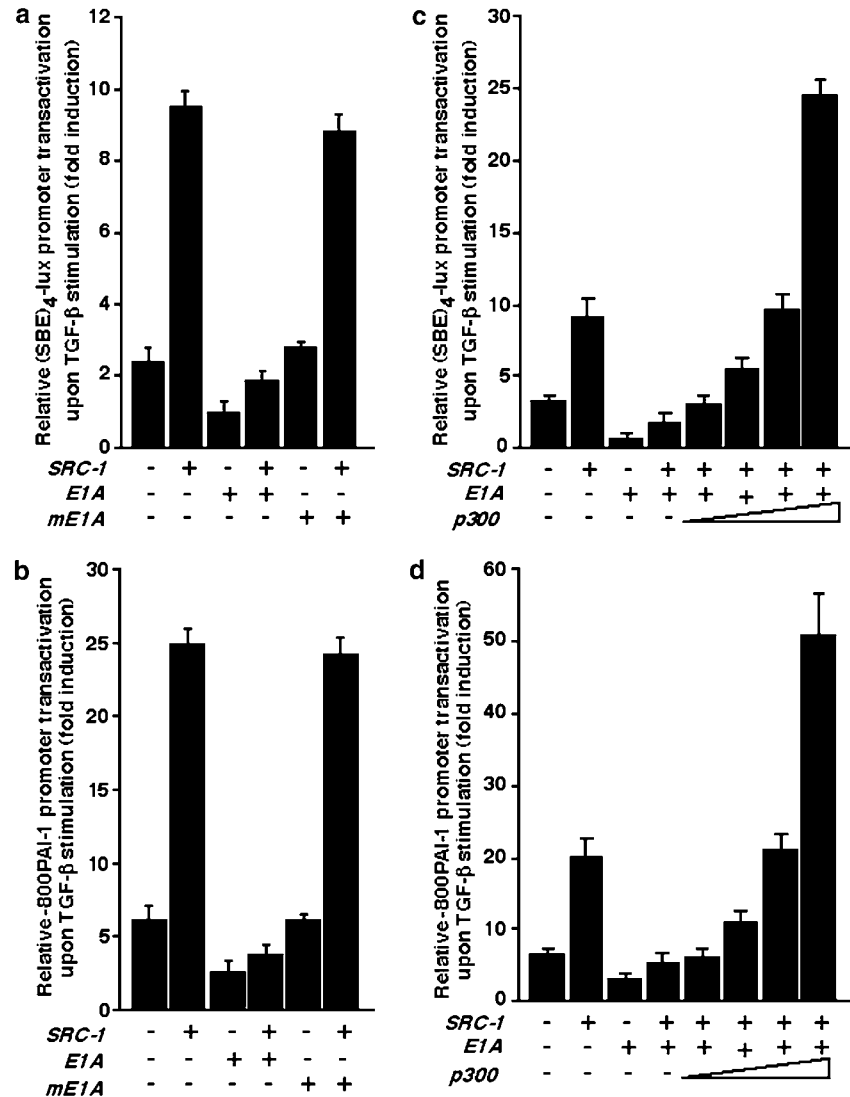 a
Relative (SBE)4-lux promoter transactivation
upon TGF-β stimulation (fold induction)
12
10
8
6
4
2
0
SRC-1 - + - + - +
E1A - - + + - -
mE1A - - - - + +
b
Relative-800PAI-1 promoter transactivation
upon TGF-β stimulation (fold induction)
30
25
20
15
10
5
0
SRC-1 - + - + - +
E1A - - + + - -
mE1A - - - - + +
c
Relative (SBE)4-lux promoter transactivation
upon TGF-β stimulation (fold induction)
30
25
20
15
10
5
0
SRC-1 - + - + + + + +
E1A - - + + + + + +
p300 - - - -
d
Relative-800PAI-1 promoter transactivation
upon TGF-β stimulation (fold induction)
60
50
40
30
20
10
0
SRC-1 - + - + + + + +
E1A - - + + + + + +
p300 - - - -